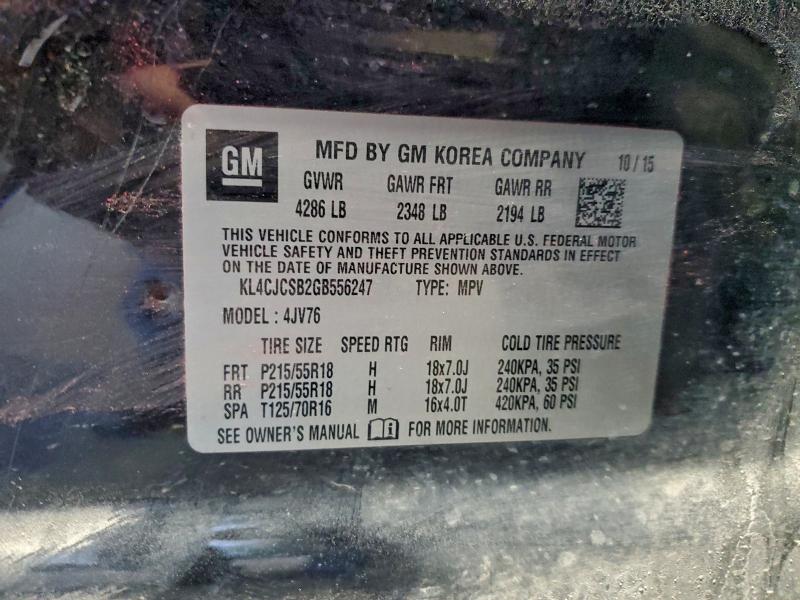 GM
MFD BY GM KOREA COMPANY 10/15
GVWR GAWR FRT GAWR RR
4286 LB 2348 LB 2194 LB
THIS VEHICLE CONFORMS TO ALL APPLICABLE U.S. FEDERAL MOTOR
VEHICLE SAFETY AND THEFT PREVENTION STANDARDS IN EFFECT
ON THE DATE OF MANUFACTURE SHOWN ABOVE.
KL4CJCSB2GB556247 TYPE: MPV
MODEL : 4JV76
TIRE SIZE SPEED RTG RIM COLD TIRE PRESSURE
FRT P215/55R18 H 18x7.0J 240KPA, 35 PSI
RR P215/55R18 H 18x7.0J 240KPA, 35 PSI
SPA T125/70R16 M 16x4.0T 420KPA, 60 PSI
SEE OWNER'S MANUAL FOR MORE INFORMATION.